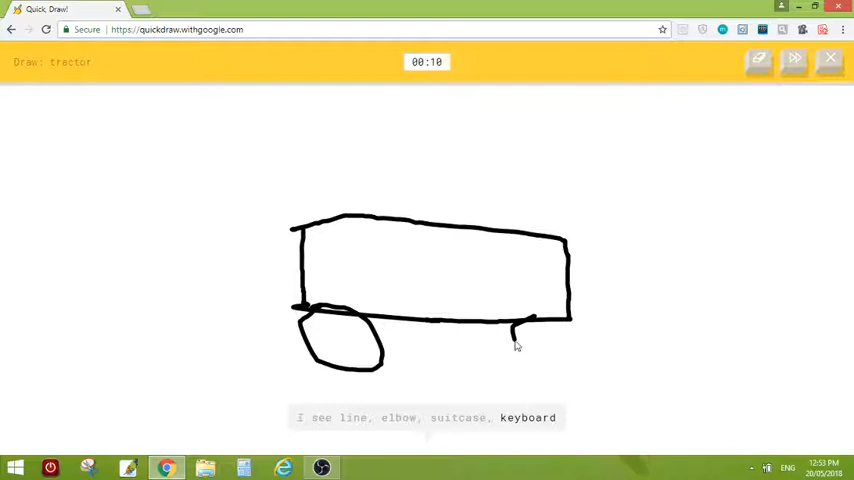 Quick, Draw!
Secure
https://quickdraw.withgoogle.com
Draw: tractor
00:10
I see line, elbow, suitcase, keyboard
ENG
12:53 PM
20/05/2018